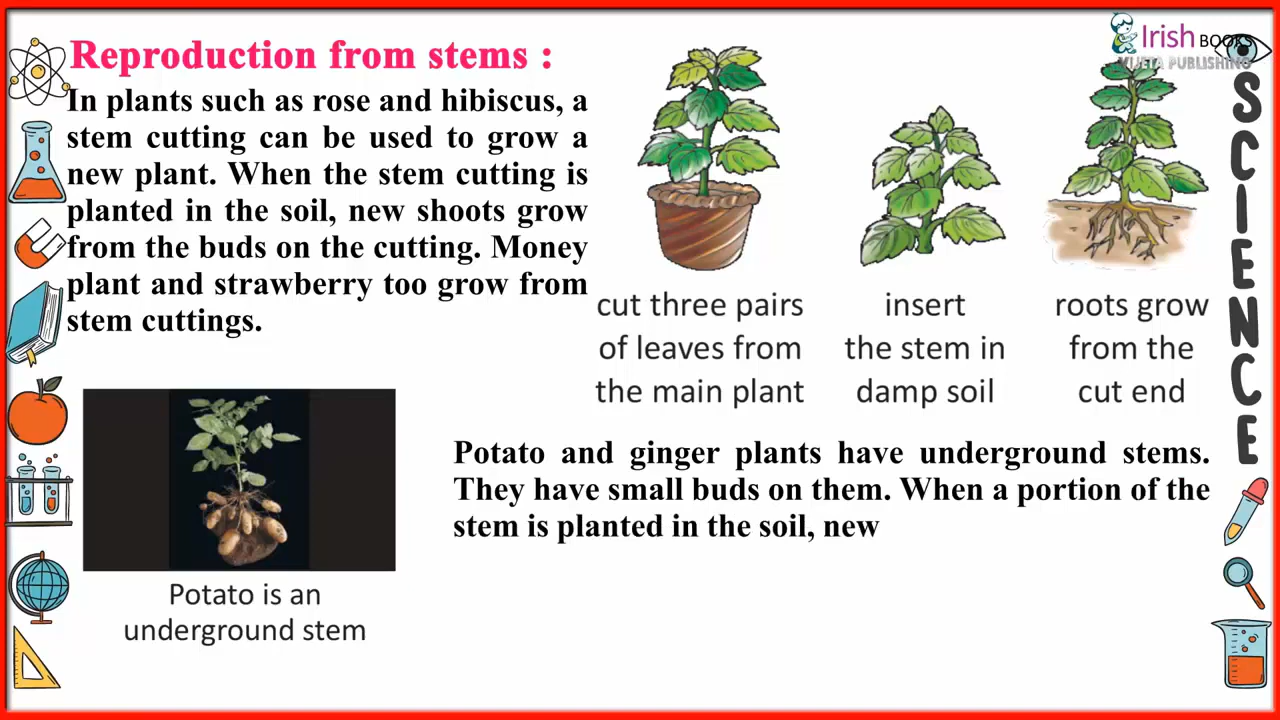 Irish BOOKS
VIJETA PUBLISHING
Reproduction from stems :
In plants such as rose and hibiscus, a
stem cutting can be used to grow a
new plant. When the stem cutting is
planted in the soil, new shoots grow
from the buds on the cutting. Money
plant and strawberry too grow from
stem cuttings.
cut three pairs
of leaves from
the main plant
insert
the stem in
damp soil
roots grow
from the
cut end
Potato and ginger plants have underground stems.
They have small buds on them. When a portion of the
stem is planted in the soil, new
Potato is an
underground stem
SCIENCE